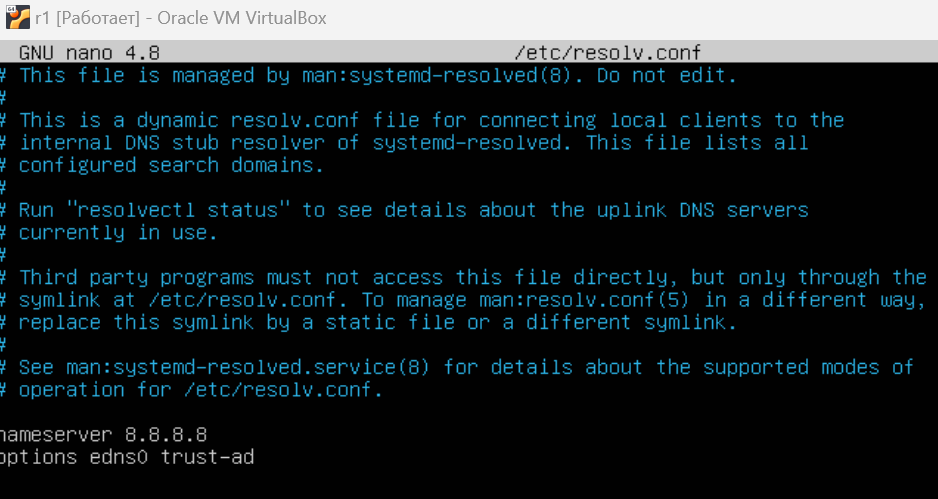 64
r1 [Работает] - Oracle VM VirtualBox
GNU nano 4.8 /etc/resolv.conf
# This file is managed by man:systemd-resolved(8). Do not edit.
#
# This is a dynamic resolv.conf file for connecting local clients to the
# internal DNS stub resolver of systemd-resolved. This file lists all
# configured search domains.
#
# Run "resolvectl status" to see details about the uplink DNS servers
# currently in use.
#
# Third party programs must not access this file directly, but only through the
# symlink at /etc/resolv.conf. To manage man:resolv.conf(5) in a different way,
# replace this symlink by a static file or a different symlink.
#
# See man:systemd-resolved.service(8) for details about the supported modes of
# operation for /etc/resolv.conf.
nameserver 8.8.8.8
options edns0 trust-ad